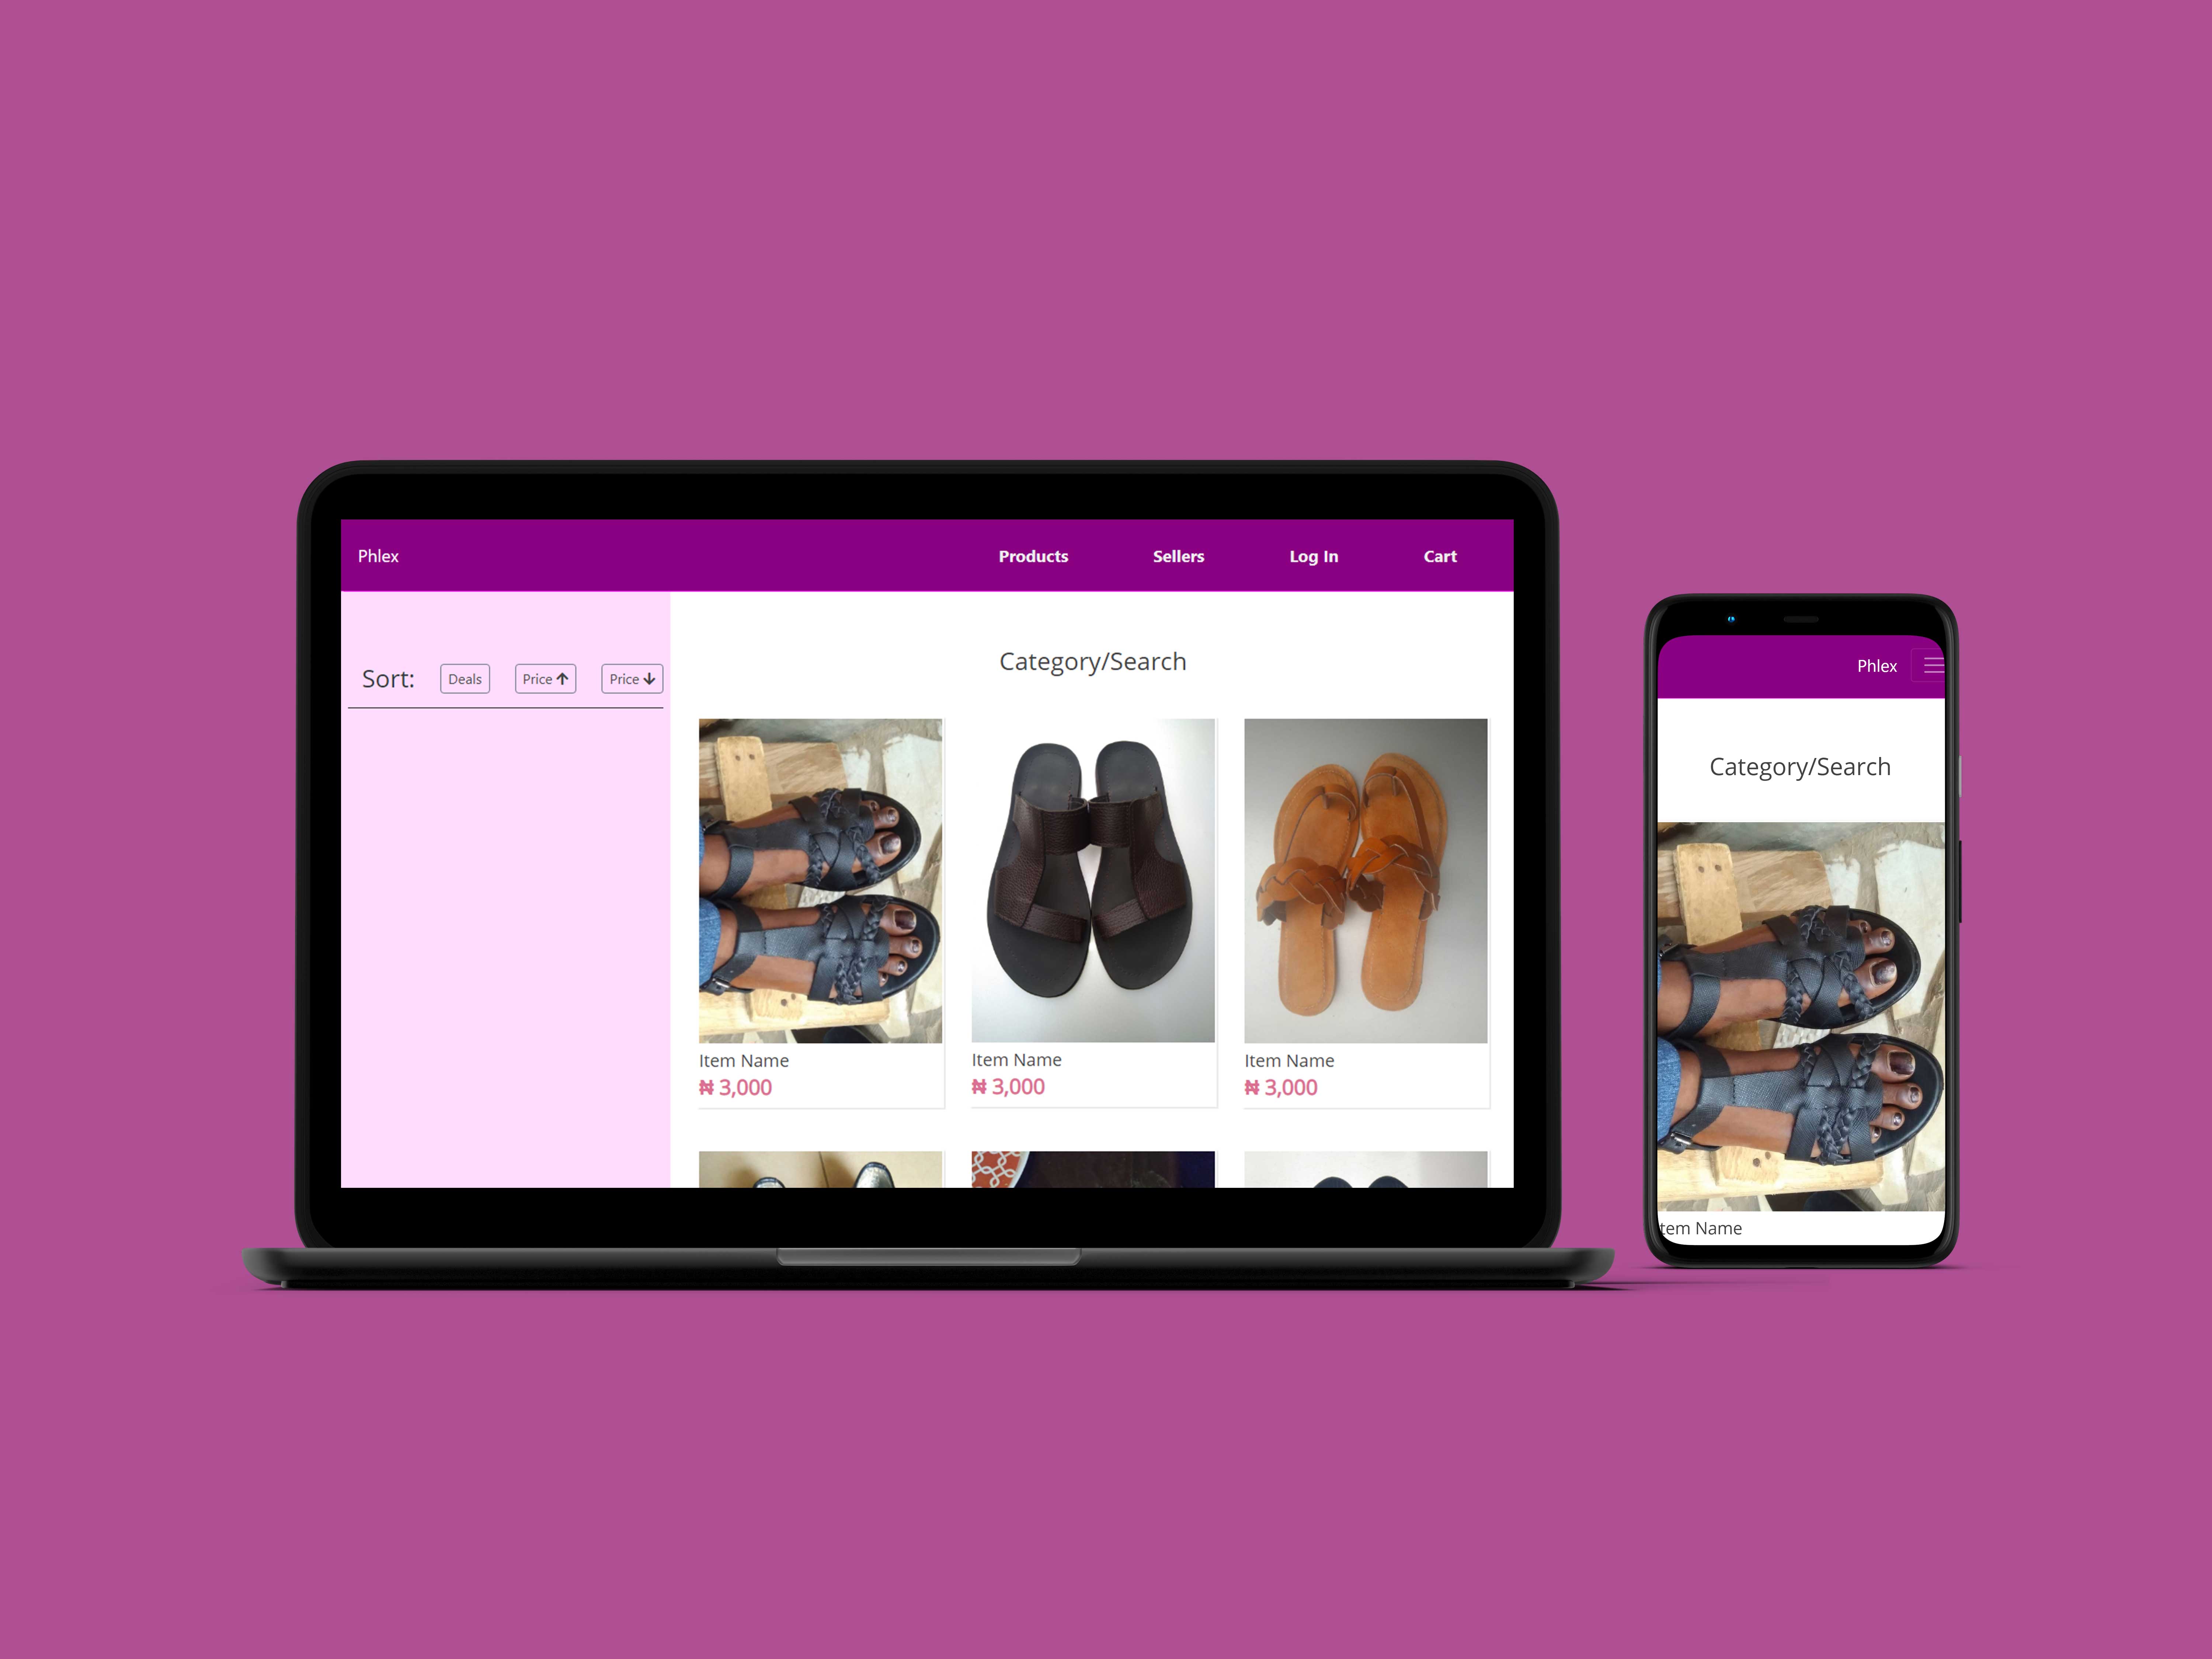 Phlex Products Sellers Log In Cart
Sort: Deals Price ↑ Price ↓
Category/Search
Item Name Item Name Item Name
₦ 3,000 ₦ 3,000 ₦ 3,000
Phlex
Category/Search
tem Name